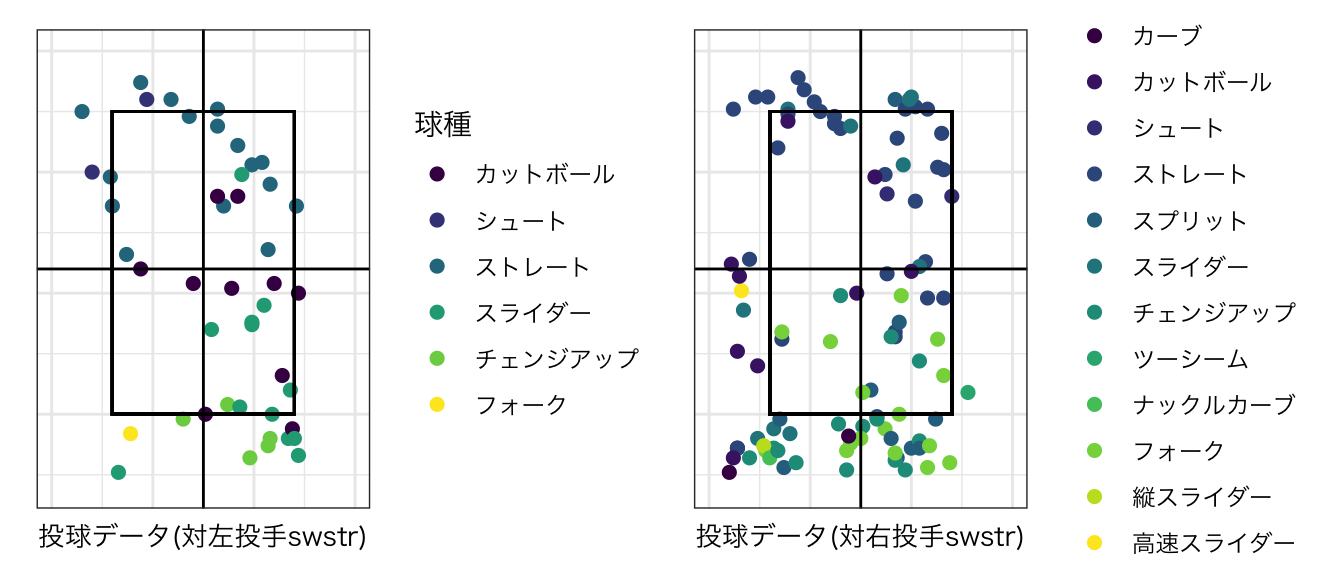 球種
カットボール
シュート
ストレート
スライダー
チェンジアップ
フォーク
投球データ(対左投手swstr)
カーブ
カットボール
シュート
ストレート
スプリット
スライダー
チェンジアップ
ツーシーム
ナックルカーブ
フォーク
縦スライダー
高速スライダー
投球データ(対右投手swstr)